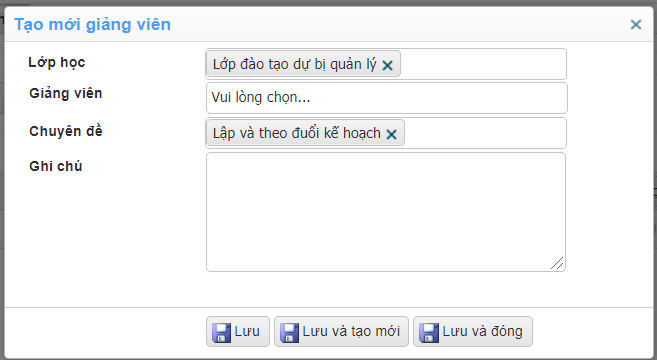 Tạo mới giảng viên
Lớp học Lớp đào tạo dự bị quản lý
Giảng viên Vui lòng chọn...
Chuyên đề Lập và theo đuổi kế hoạch
Ghi chú
Lưu Lưu và tạo mới Lưu và đóng